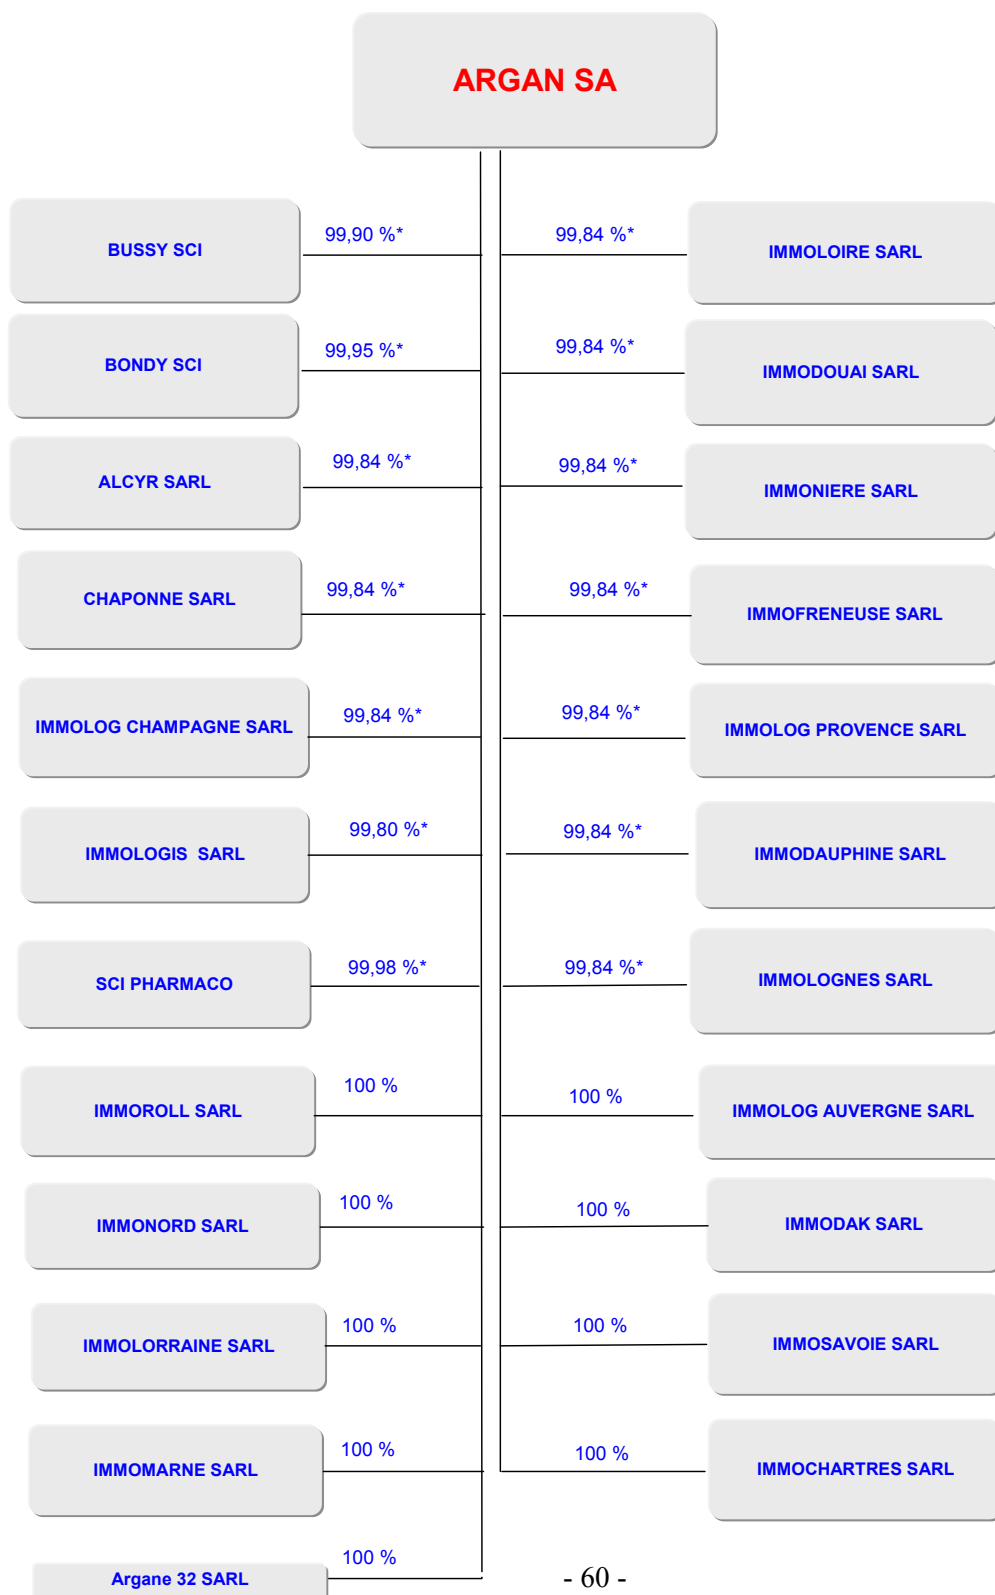 ARGAN SA
BUSSY SCI
99,90 %*
99,84 %*
IMMOLOIRE SARL
BONDY SCI
99,95 %*
99,84 %*
IMMODOUAI SARL
ALCYR SARL
99,84 %*
99,84 %*
IMMONIERE SARL
CHAPONNE SARL
99,84 %*
99,84 %*
IMMOFRENEUSE SARL
IMMOLOG CHAMPAGNE SARL
99,84 %*
99,84 %*
IMMOLOG PROVENCE SARL
IMMOLOGIS SARL
99,80 %*
99,84 %*
IMMODAUPHINE SARL
SCI PHARMACO
99,98 %*
99,84 %*
IMMOLOGNES SARL
IMMOROLL SARL
100 %
100 %
IMMOLOG AUVERGNE SARL
IMMONORD SARL
100 %
100 %
IMMODAK SARL
IMMOLORRAINE SARL
100 %
100 %
IMMOSAVOIE SARL
IMMOMARNE SARL
100 %
100 %
IMMOCHARTRES SARL
Argane 32 SARL
100 %
- 60 -